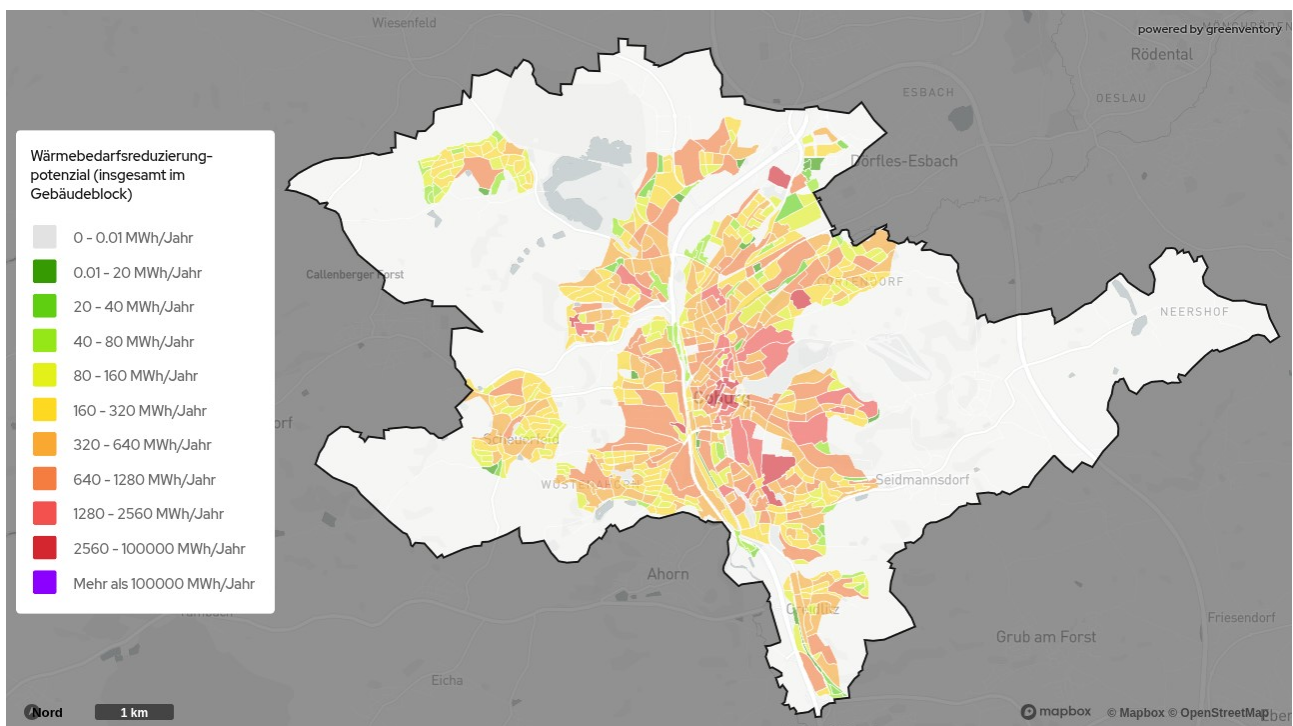 Wiesenfeld
powered by greenventory
Rödental
ESBACH
OESLAU
Dörfles-Esbach
Wärmebedarfsreduzierung-
potenzial (insgesamt im
Gebäudeblock)
0 - 0.01 MWh/Jahr
0.01 - 20 MWh/Jahr
20 - 40 MWh/Jahr
40 - 80 MWh/Jahr
80 - 160 MWh/Jahr
160 - 320 MWh/Jahr
320 - 640 MWh/Jahr
640 - 1280 MWh/Jahr
1280 - 2560 MWh/Jahr
2560 - 100000 MWh/Jahr
Mehr als 100000 MWh/Jahr
Callenberger Forst
NEERSHOF
Coburg
Scheuerfeld
Seidmannsdorf
Ahorn
Creidlitz
Friesendorf
Grub am Forst
Eicha
Nord
1 km
mapbox
© Mapbox © OpenStreetMap